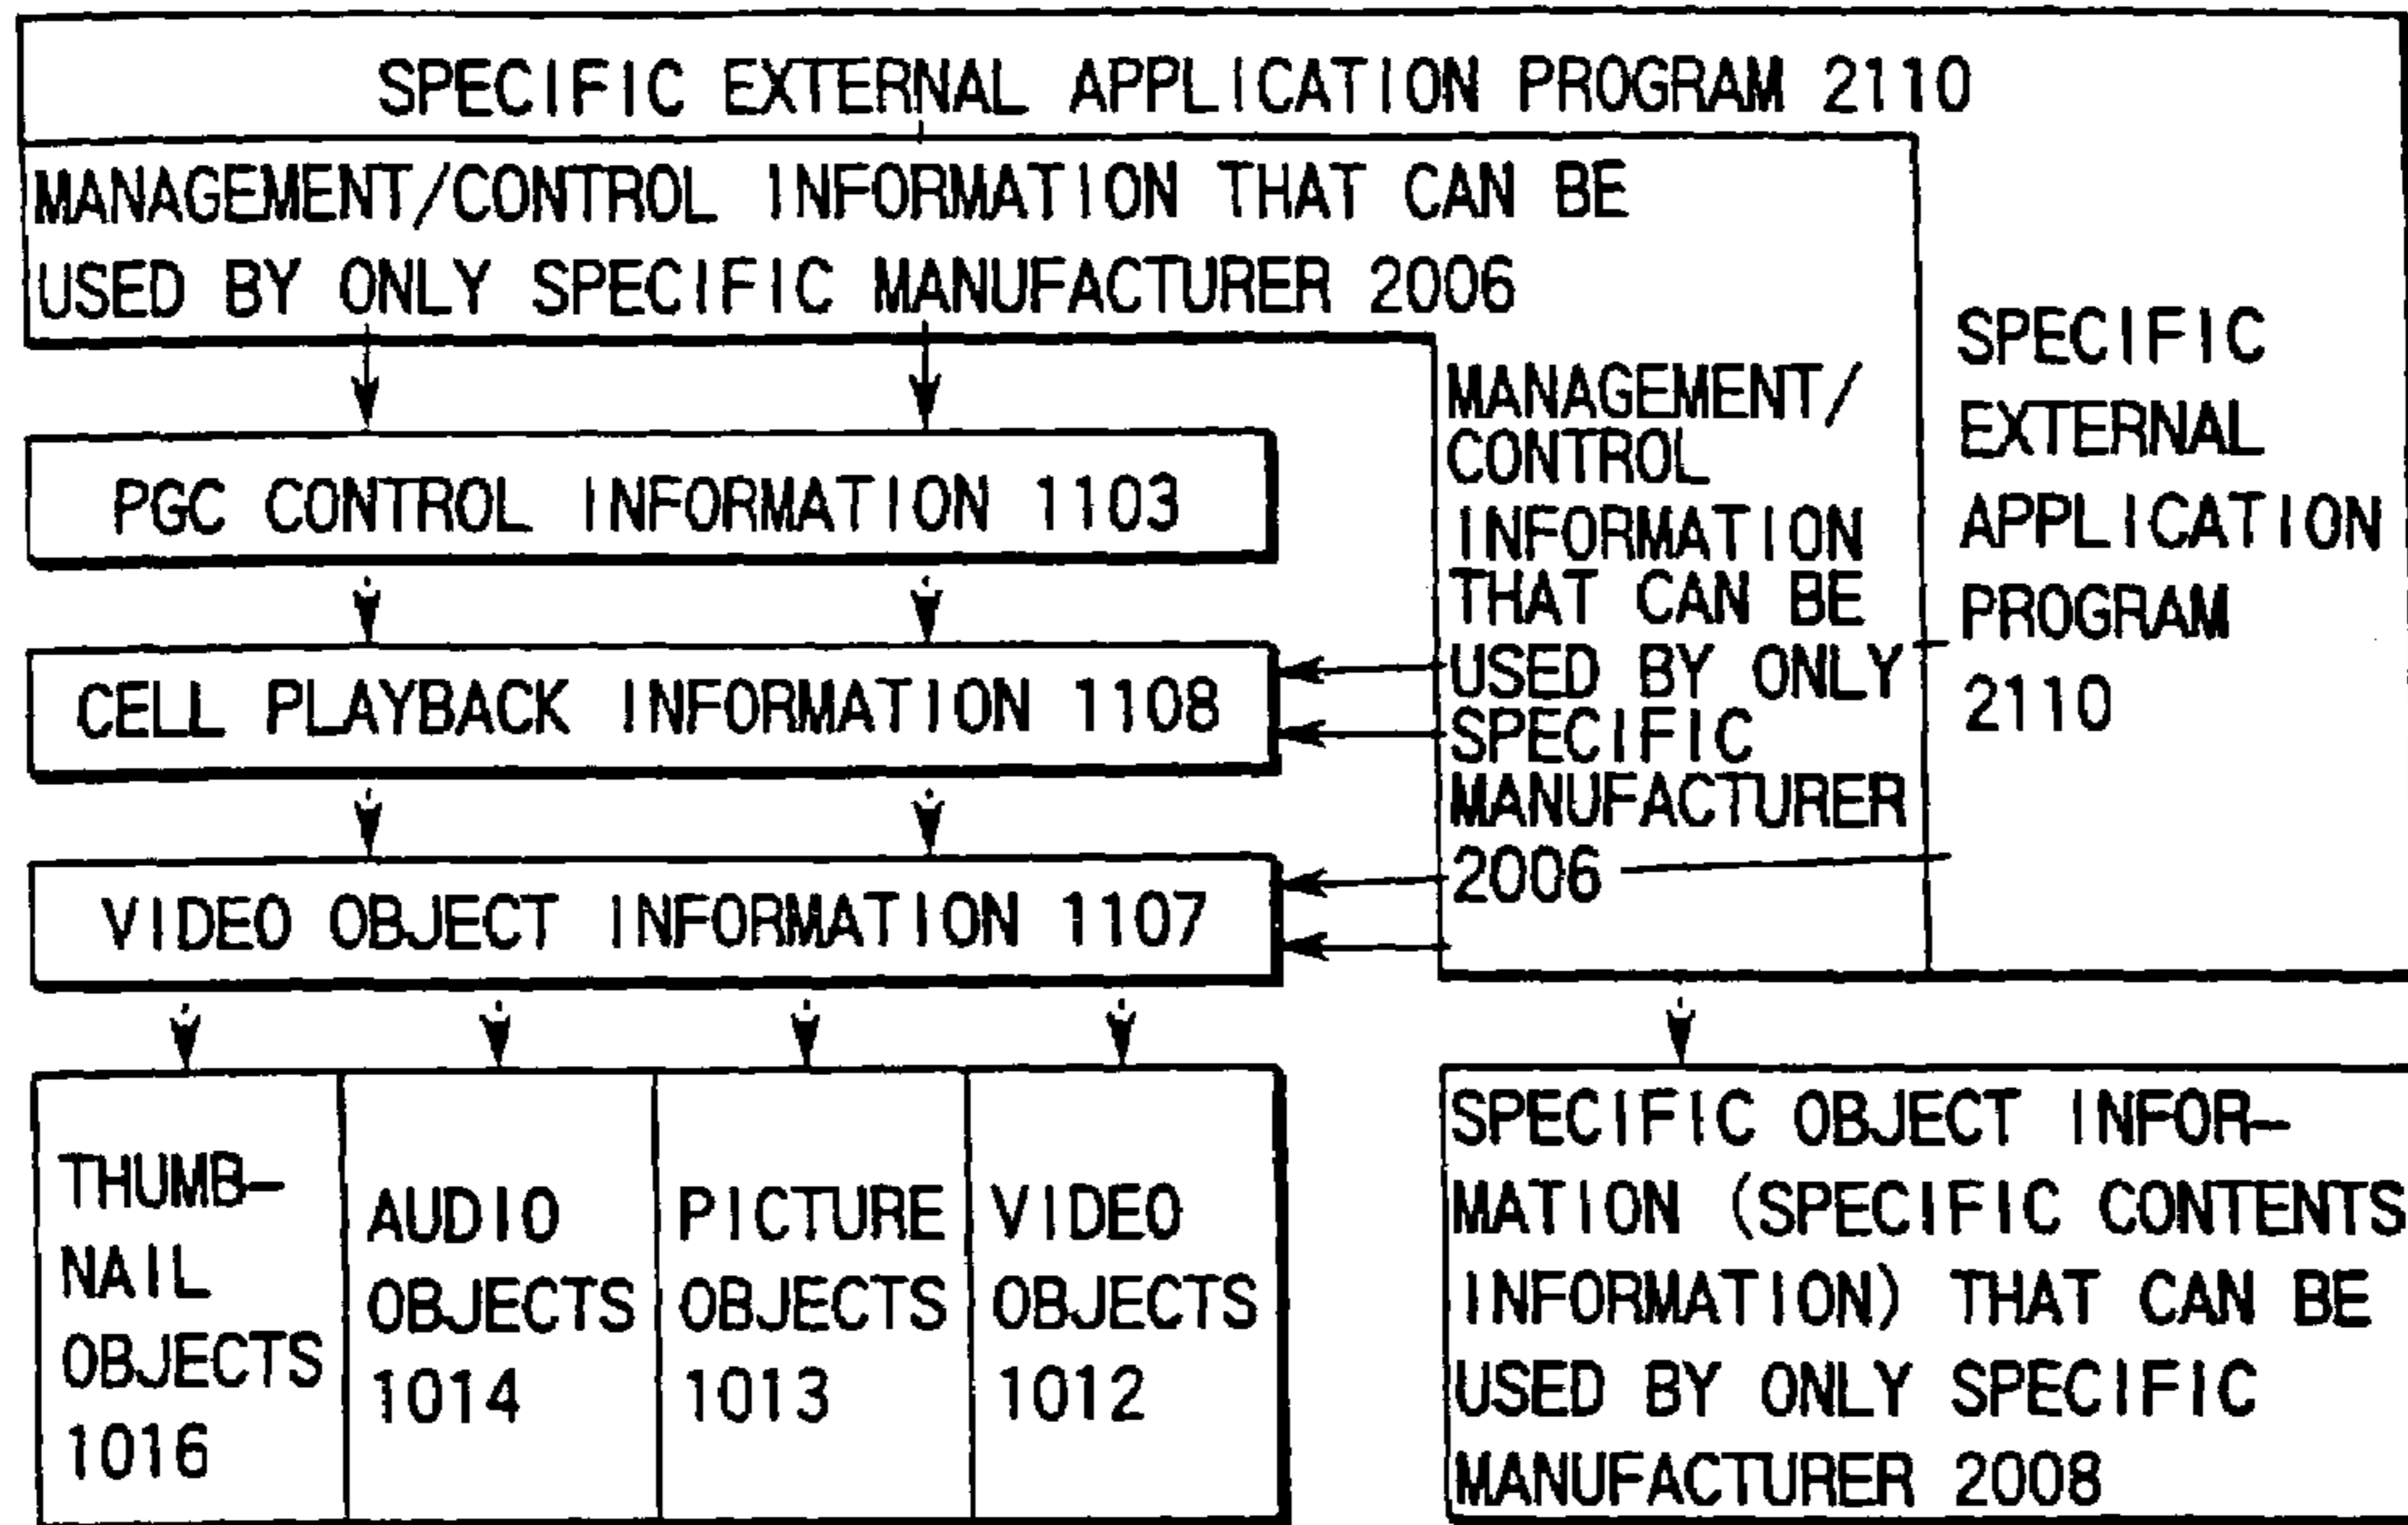 SPECIFIC EXTERNAL APPLICATION PROGRAM 2110
MANAGEMENT/CONTROL INFORMATION THAT CAN BE
USED BY ONLY SPECIFIC MANUFACTURER 2006
PGC CONTROL INFORMATION 1103
CELL PLAYBACK INFORMATION 1108
VIDEO OBJECT INFORMATION 1107
MANAGEMENT/
CONTROL
INFORMATION
THAT CAN BE
USED BY ONLY
SPECIFIC
MANUFACTURER
2006
SPECIFIC
EXTERNAL
APPLICATION
PROGRAM
2110
THUMB-
NAIL
OBJECTS
1016
AUDIO
OBJECTS
1014
PICTURE
OBJECTS
1013
VIDEO
OBJECTS
1012
SPECIFIC OBJECT INFOR-
MATION (SPECIFIC CONTENTS
INFORMATION) THAT CAN BE
USED BY ONLY SPECIFIC
MANUFACTURER 2008